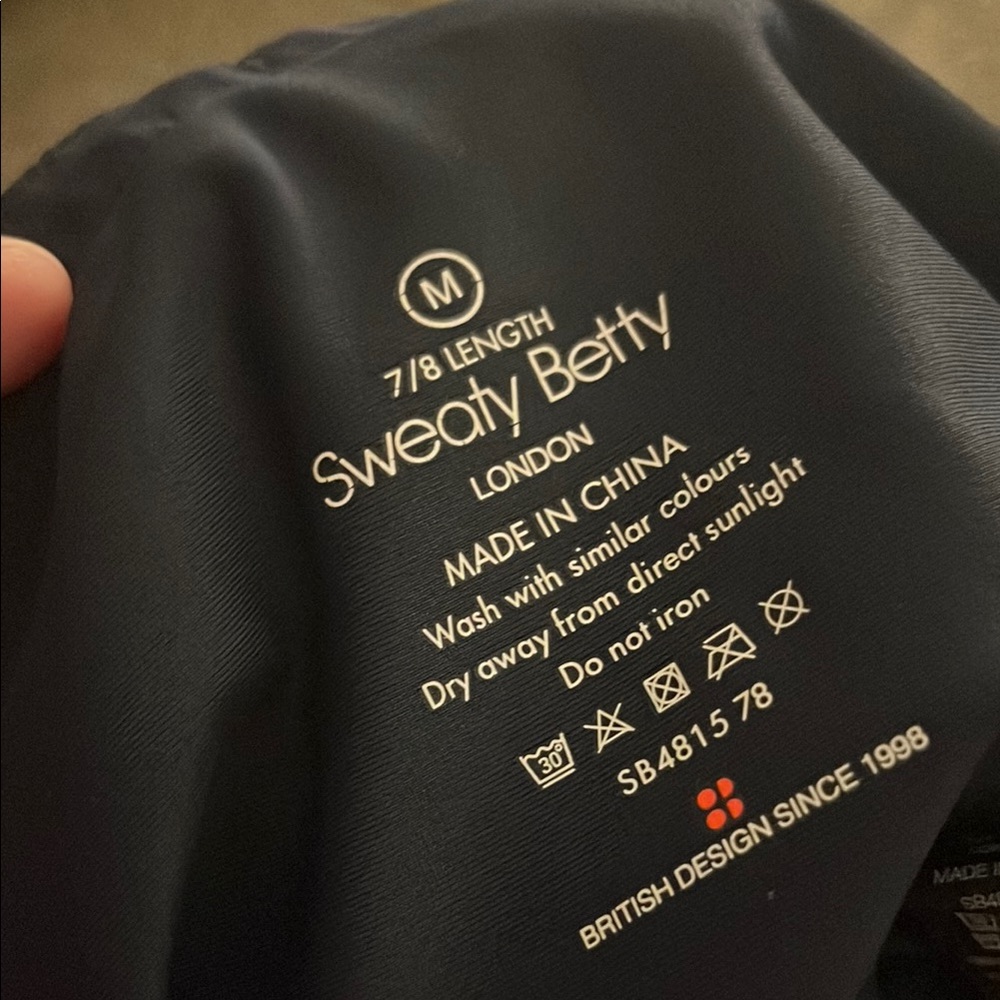 M
7/8 LENGTH
Sweaty Betty
LONDON
MADE IN CHINA
Wash with similar colours
Dry away from direct sunlight
Do not iron
30°
SB4815 78
BRITISH DESIGN SINCE 1998
MADE